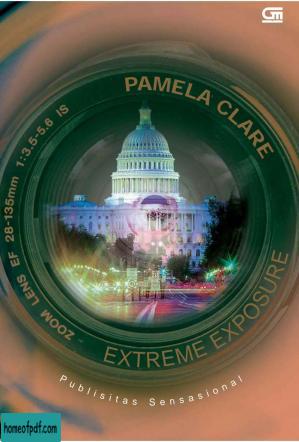 GM
PAMELA CLARE
ZOOM LENS EF 28-135mm 1:3.5-5.6 IS
EXTREME EXPOSURE
Publisitas Sensasional
homeofpdf.com